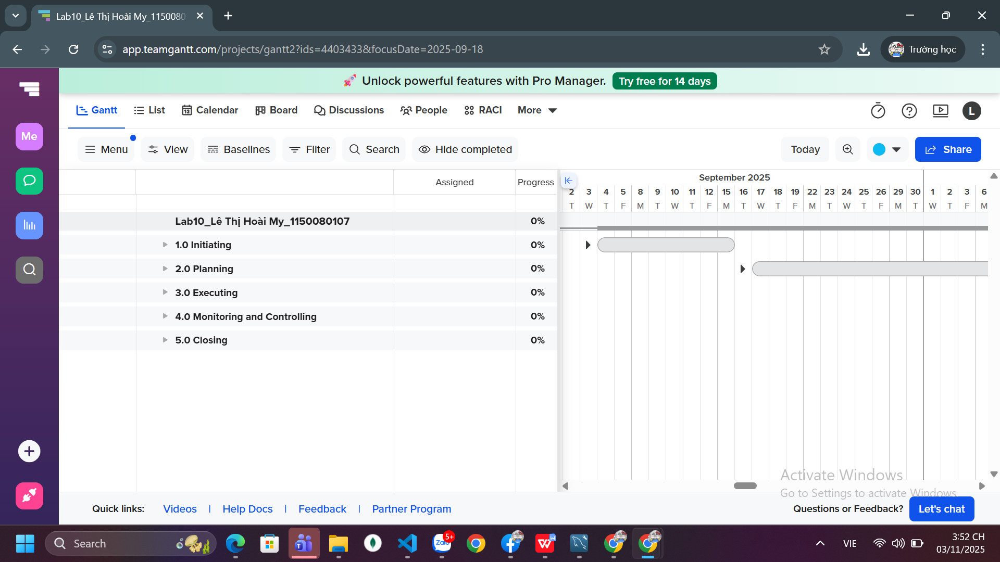 Lab10_Lê Thị Hoài My_1150080
app.teamgantt.com/projects/gantt2?ids=4403433&focusDate=2025-09-18
Trường học
🚀 Unlock powerful features with Pro Manager. Try free for 14 days
Gantt List Calendar Board Discussions People RACI More
L
Me
Menu View Baselines Filter Search Hide completed Today Share
Assigned Progress
September 2025
2 3 4 5 8 9 10 11 12 15 16 17 18 19 22 23 24 25 26 29 30 1 2 3 6
T W T F M T W T F M T W T F M T W T F M T W T F M
Lab10_Lê Thị Hoài My_1150080107 0%
1.0 Initiating 0%
2.0 Planning 0%
3.0 Executing 0%
4.0 Monitoring and Controlling 0%
5.0 Closing 0%
Activate Windows
Go to Settings to activate Windows.
Quick links: Videos | Help Docs | Feedback | Partner Program
Questions or Feedback? Let's chat
Search
Zalo
5+
VIE
3:52 CH
03/11/2025